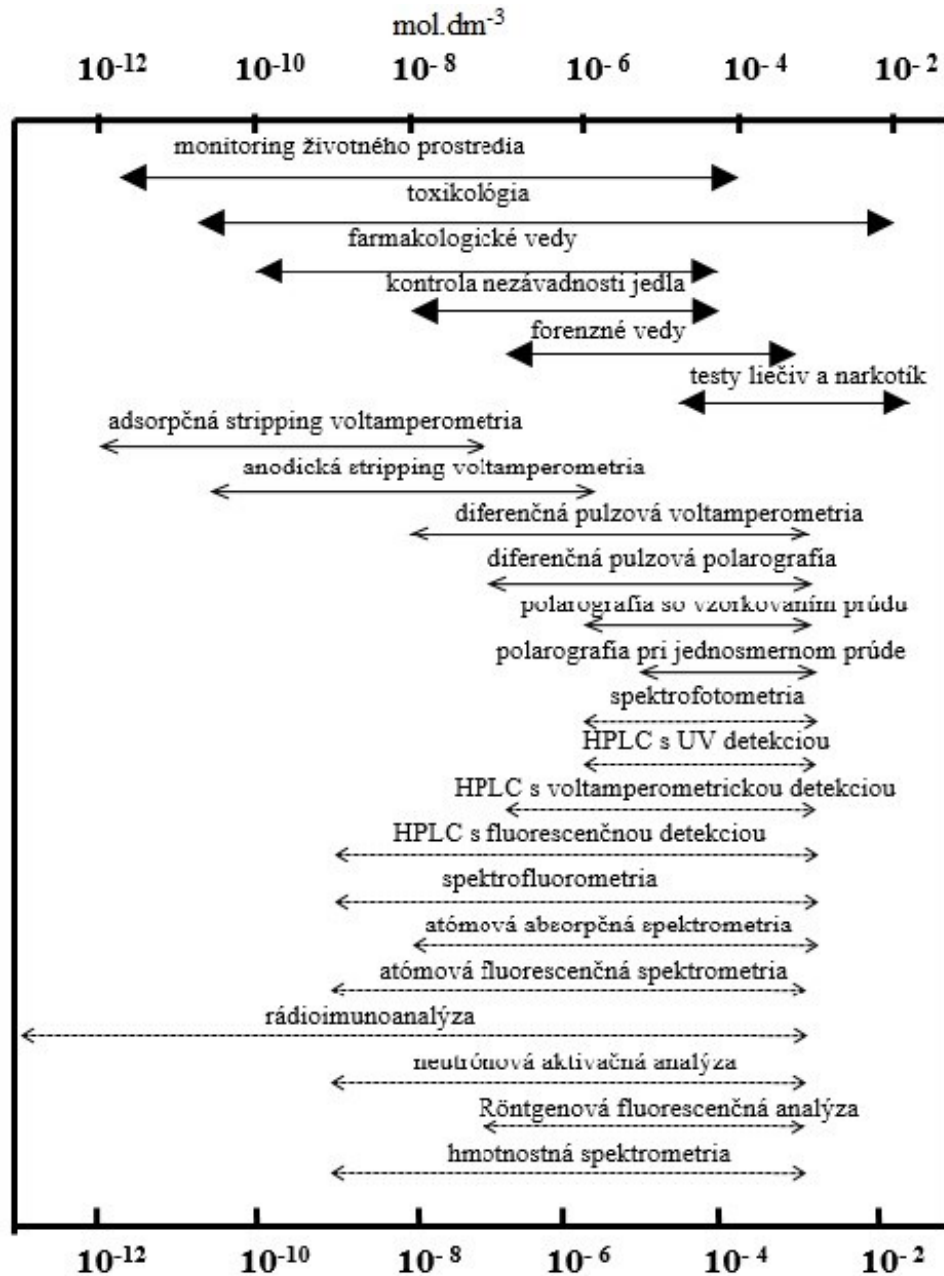 mol.dm-3
10-12 10-10 10-8 10-6 10-4 10-2
monitoring životného prostredia
toxikológia
farmakologické vedy
kontrola nezávadnosti jedla
forenzné vedy
testy liečiv a narkotík
adsorpčná stripping voltamperometria
anodická stripping voltamperometria
diferenčná pulzová voltamperometria
diferenčná pulzová polarografia
polarografia so vzorkovaním prúdu
polarografia pri jednosmernom prúde
spektrofotometria
HPLC s UV detekciou
HPLC s voltamperometrickou detekciou
HPLC s fluorescenčnou detekciou
spektrofluorometria
atómová absorpčná spektrometria
atómová fluorescenčná spektrometria
rádioimunoanalýza
neutrónová aktivačná analýza
Röntgenová fluorescenčná analýza
hmotnostná spektrometria
10-12 10-10 10-8 10-6 10-4 10-2